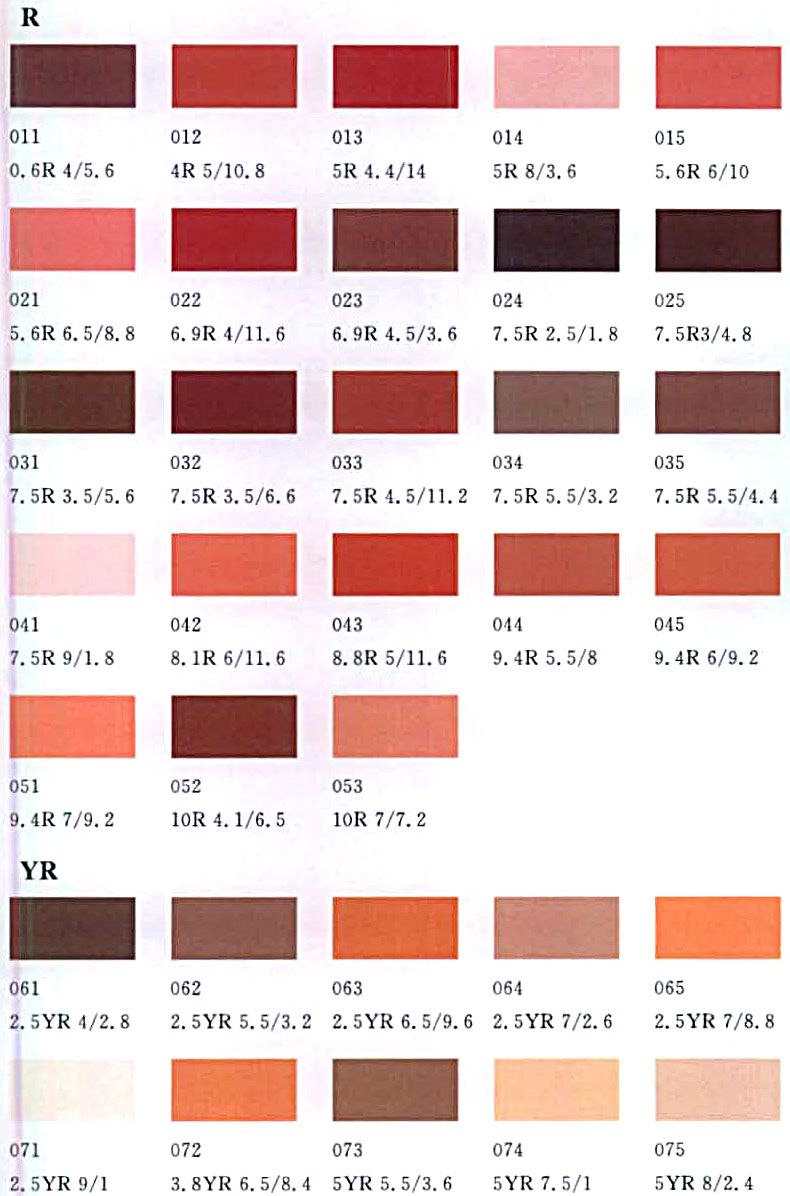 R
011 012 013 014 015
0.6R 4/5.6 4R 5/10.8 5R 4.4/14 5R 8/3.6 5.6R 6/10
021 022 023 024 025
5.6R 6.5/8.8 6.9R 4/11.6 6.9R 4.5/3.6 7.5R 2.5/1.8 7.5R3/4.8
031 032 033 034 035
7.5R 3.5/5.6 7.5R 3.5/6.6 7.5R 4.5/11.2 7.5R 5.5/3.2 7.5R 5.5/4.4
041 042 043 044 045
7.5R 9/1.8 8.1R 6/11.6 8.8R 5/11.6 9.4R 5.5/8 9.4R 6/9.2
051 052 053
9.4R 7/9.2 10R 4.1/6.5 10R 7/7.2
YR
061 062 063 064 065
2.5YR 4/2.8 2.5YR 5.5/3.2 2.5YR 6.5/9.6 2.5YR 7/2.6 2.5YR 7/8.8
071 072 073 074 075
2.5YR 9/1 3.8YR 6.5/8.4 5YR 5.5/3.6 5YR 7.5/1 5YR 8/2.4